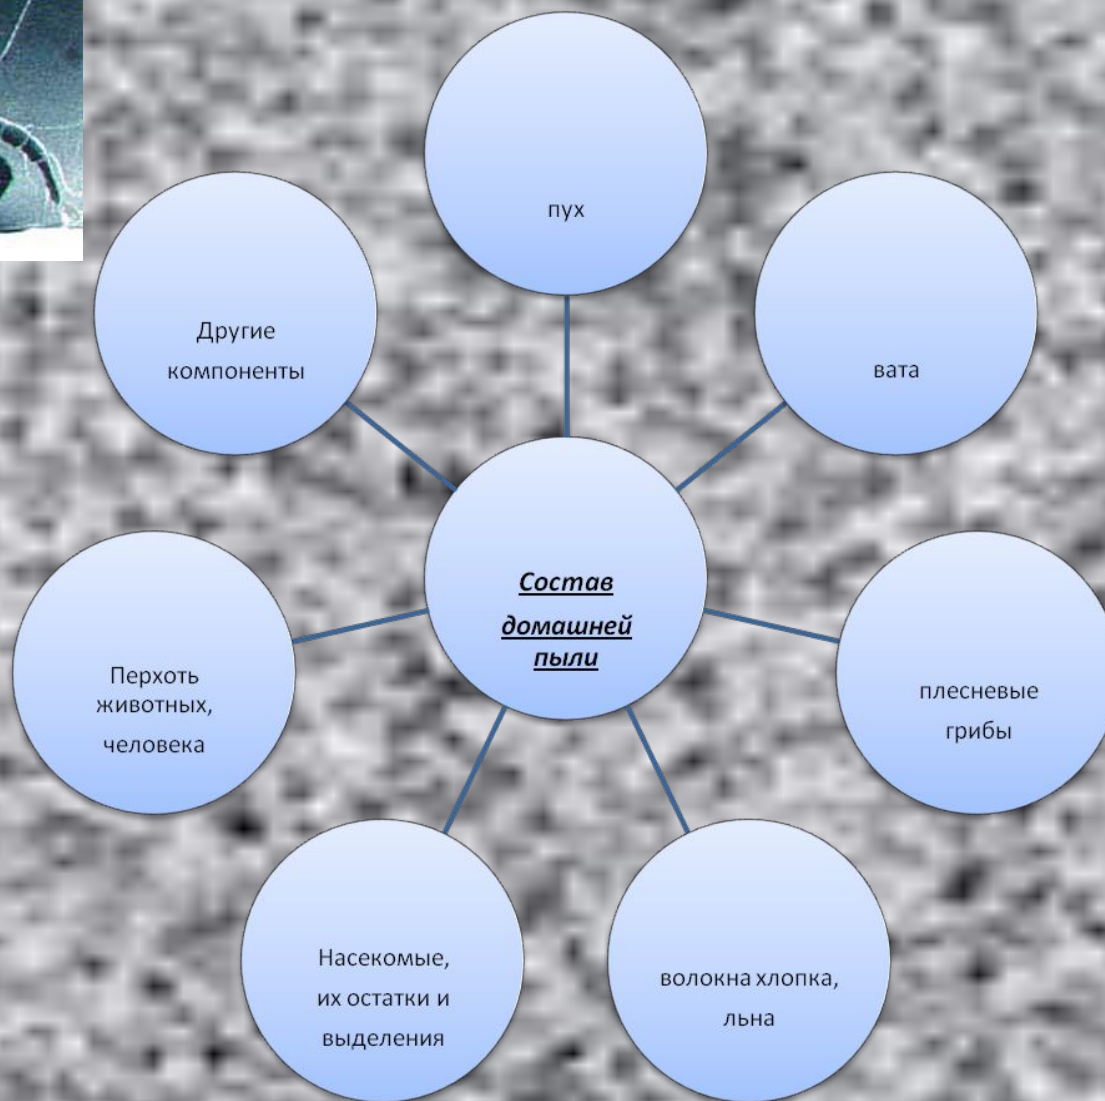 пух
вата
Другие
компоненты
Состав
домашней
пыли
Перхоть
животных,
человека
плесневые
грибы
Насекомые,
их остатки и
выделения
волокна хлопка,
льна